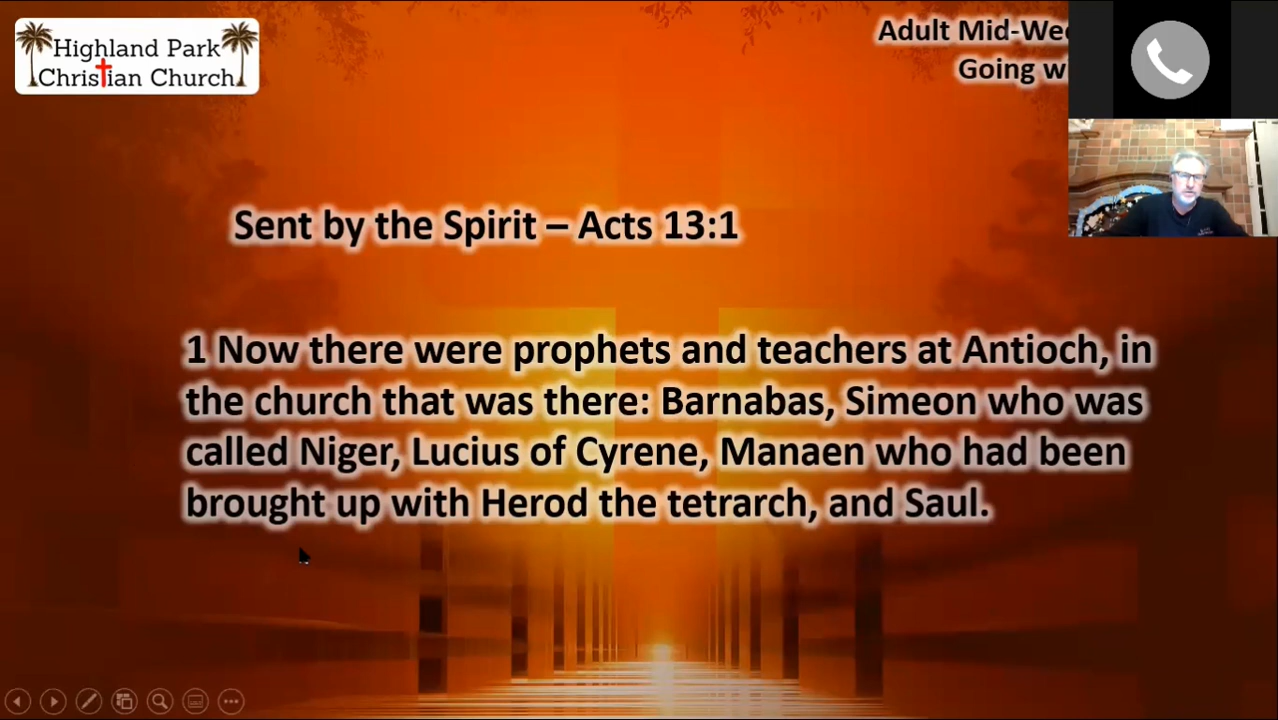 Highland Park
Christian Church
Adult Mid-
Going
Sent by the Spirit – Acts 13:1
1 Now there were prophets and teachers at Antioch, in
the church that was there: Barnabas, Simeon who was
called Niger, Lucius of Cyrene, Manaen who had been
brought up with Herod the tetrarch, and Saul.